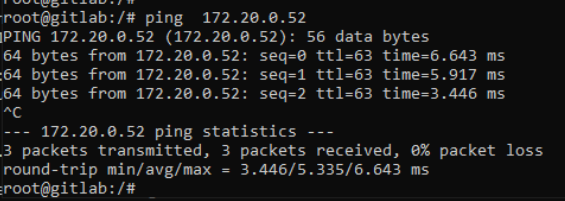 root@gitlab:/# ping  172.20.0.52
PING 172.20.0.52 (172.20.0.52): 56 data bytes
64 bytes from 172.20.0.52: seq=0 ttl=63 time=6.643 ms
64 bytes from 172.20.0.52: seq=1 ttl=63 time=5.917 ms
64 bytes from 172.20.0.52: seq=2 ttl=63 time=3.446 ms
^C
--- 172.20.0.52 ping statistics ---
3 packets transmitted, 3 packets received, 0% packet loss
round-trip min/avg/max = 3.446/5.335/6.643 ms
root@gitlab:/#